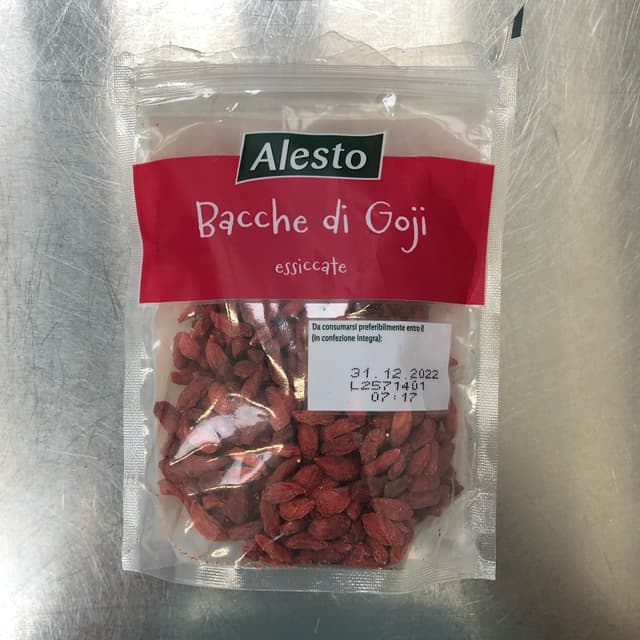 Alesto
Bacche di Goji
essiccate
Da consumarsi preferibilmente entro il
(in confezione integra):
31.12.2022
L2571401
07:17